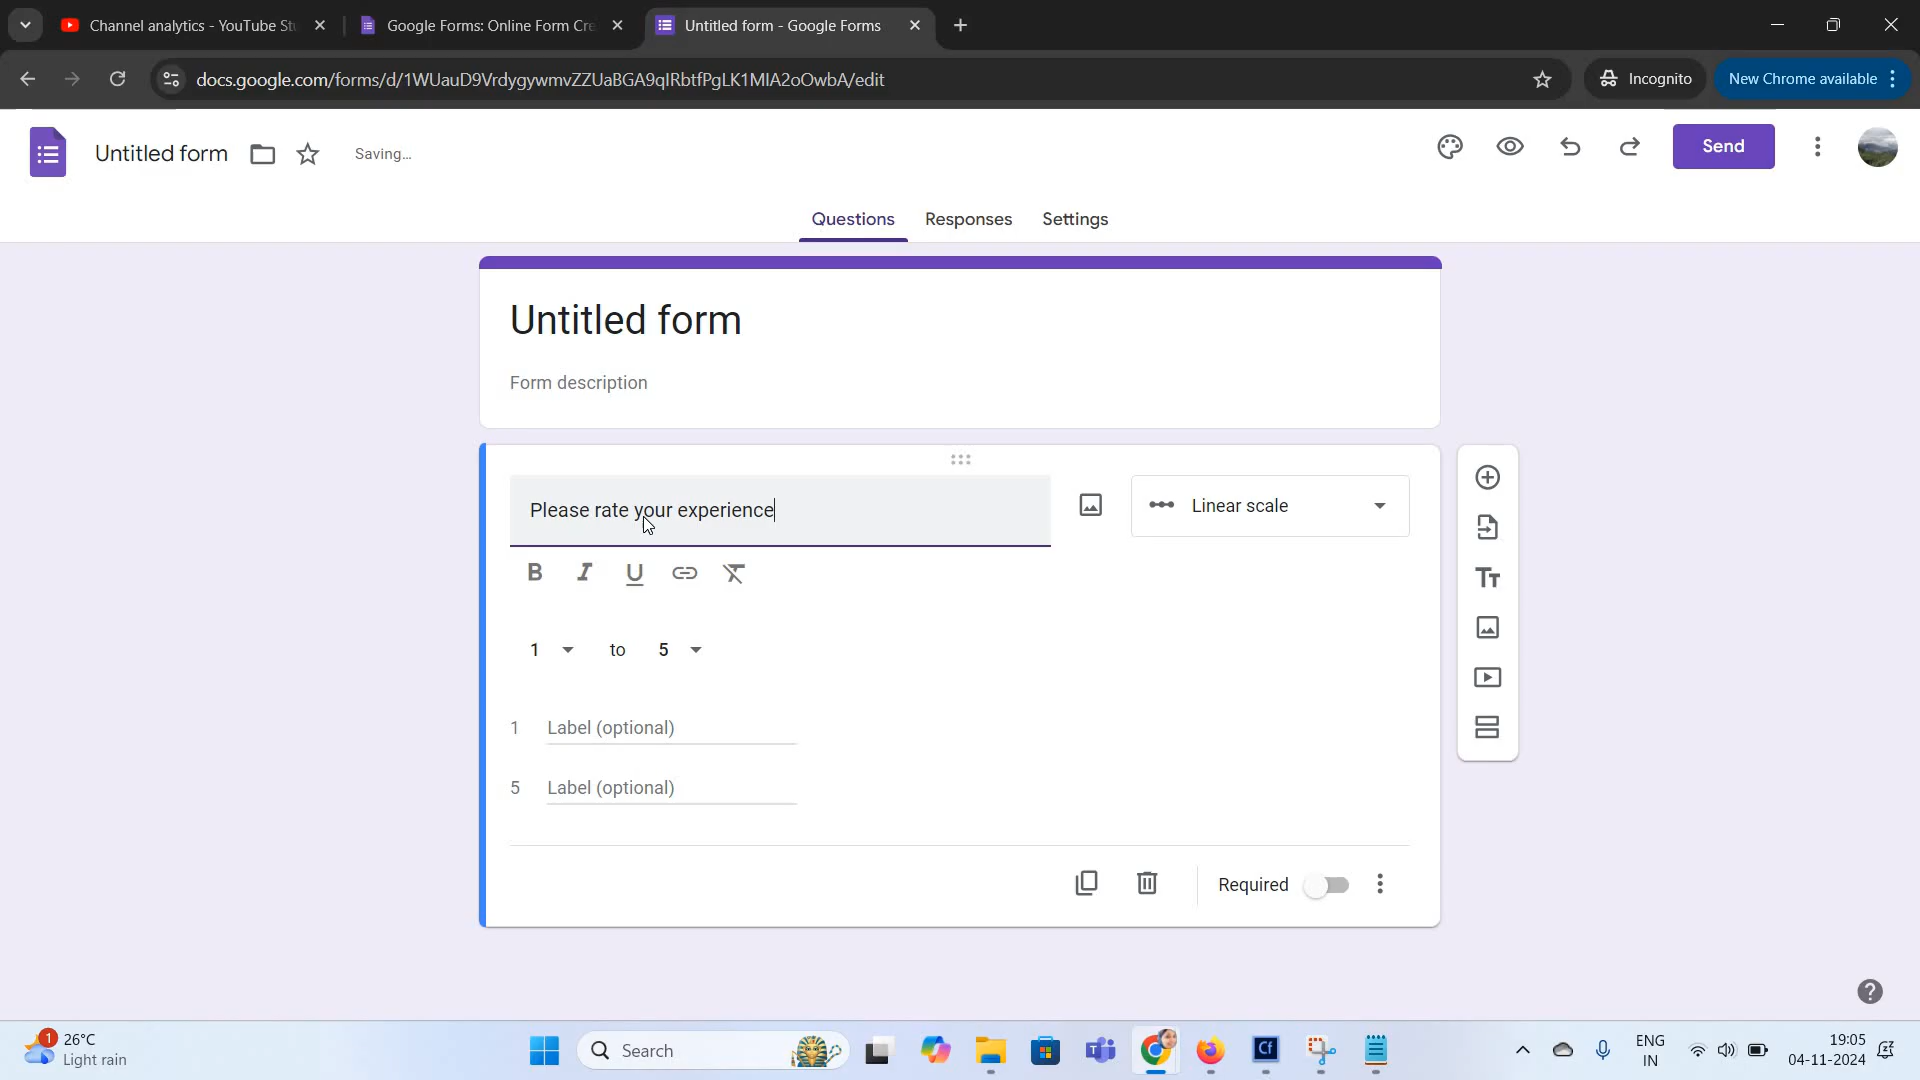 Channel analytics - YouTube St
Google Forms: Online Form Cre
Untitled form - Google Forms
docs.google.com/forms/d/1WUauD9VrdygywmvZZUaBGA9qIRbtfPgLK1MIA2oOwbA/edit
Incognito
New Chrome available
Untitled form
Saving...
Send
Questions
Responses
Settings
Untitled form
Form description
Please rate your experience
Linear scale
B I U
1 to 5
1 Label (optional)
5 Label (optional)
Required
1
26°C
Light rain
Search
Cf
ENG
IN
19:05
04-11-2024